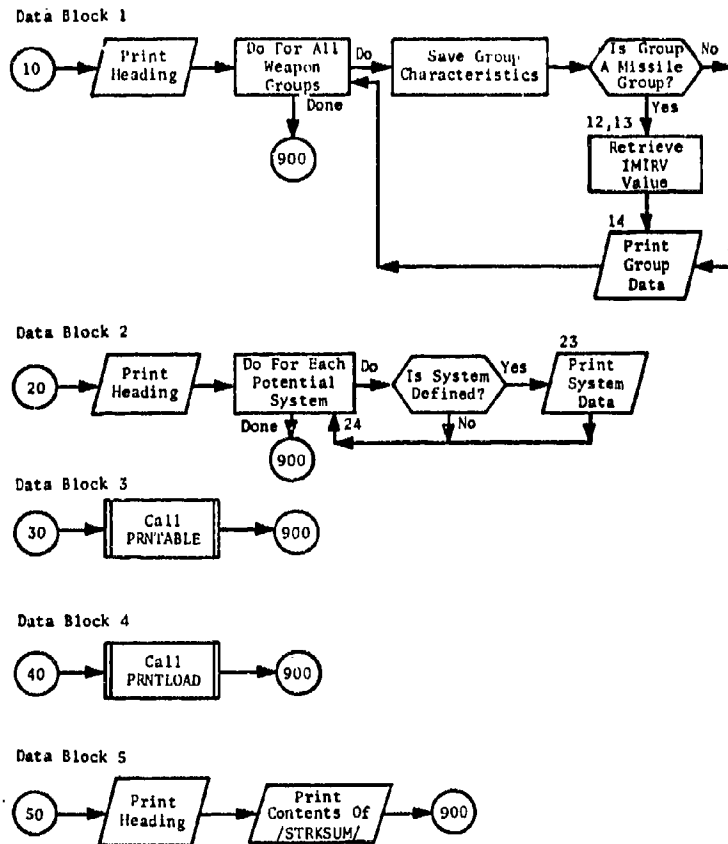 Data Block 1
10
Print
Heading
Do For All
Weapon
Groups
Do
Done
900
Save Group
Characteristics
Is Group
A Missile
Group?
No
Yes
12,13
Retrieve
IMIRV
Value
14
Print
Group
Data
Data Block 2
20
Print
Heading
Do For Each
Potential
System
Do
Done
24
900
Is System
Defined?
Yes
No
23
Print
System
Data
Data Block 3
30
Call
PRNTABLE
900
Data Block 4
40
Call
PRNTLOAD
900
Data Block 5
50
Print
Heading
Print
Contents Of
/STRKSUM/
900